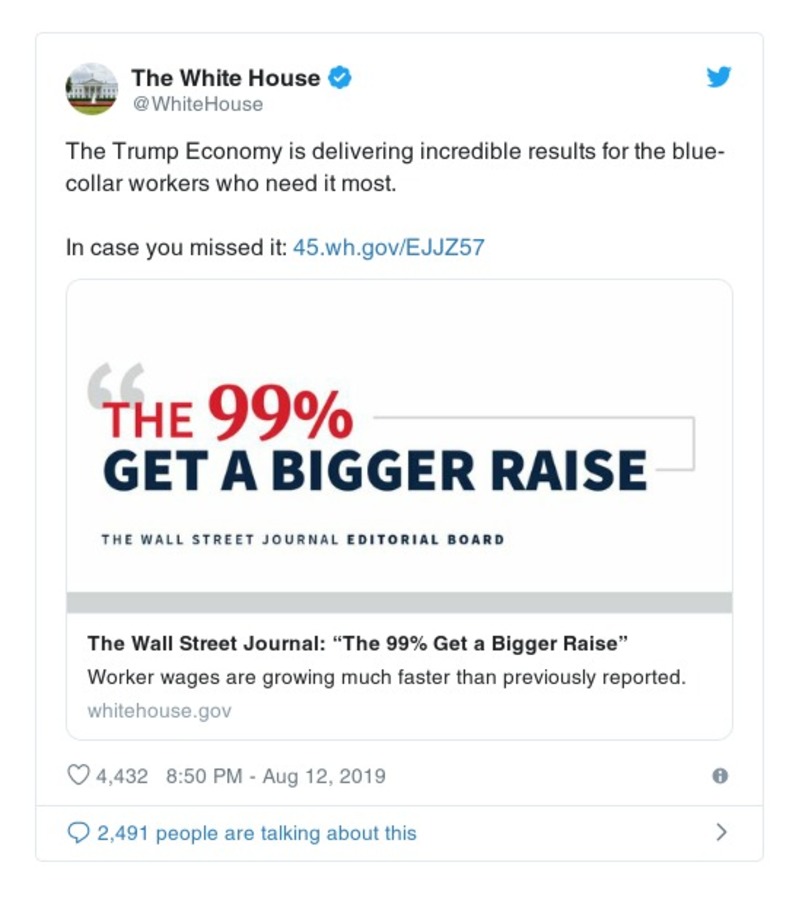 The White House
@WhiteHouse
The Trump Economy is delivering incredible results for the blue-
collar workers who need it most.
In case you missed it: 45.wh.gov/EJJZ57
“THE 99%
GET A BIGGER RAISE
THE WALL STREET JOURNAL EDITORIAL BOARD
The Wall Street Journal: “The 99% Get a Bigger Raise”
Worker wages are growing much faster than previously reported.
whitehouse.gov
4,432 8:50 PM - Aug 12, 2019
2,491 people are talking about this